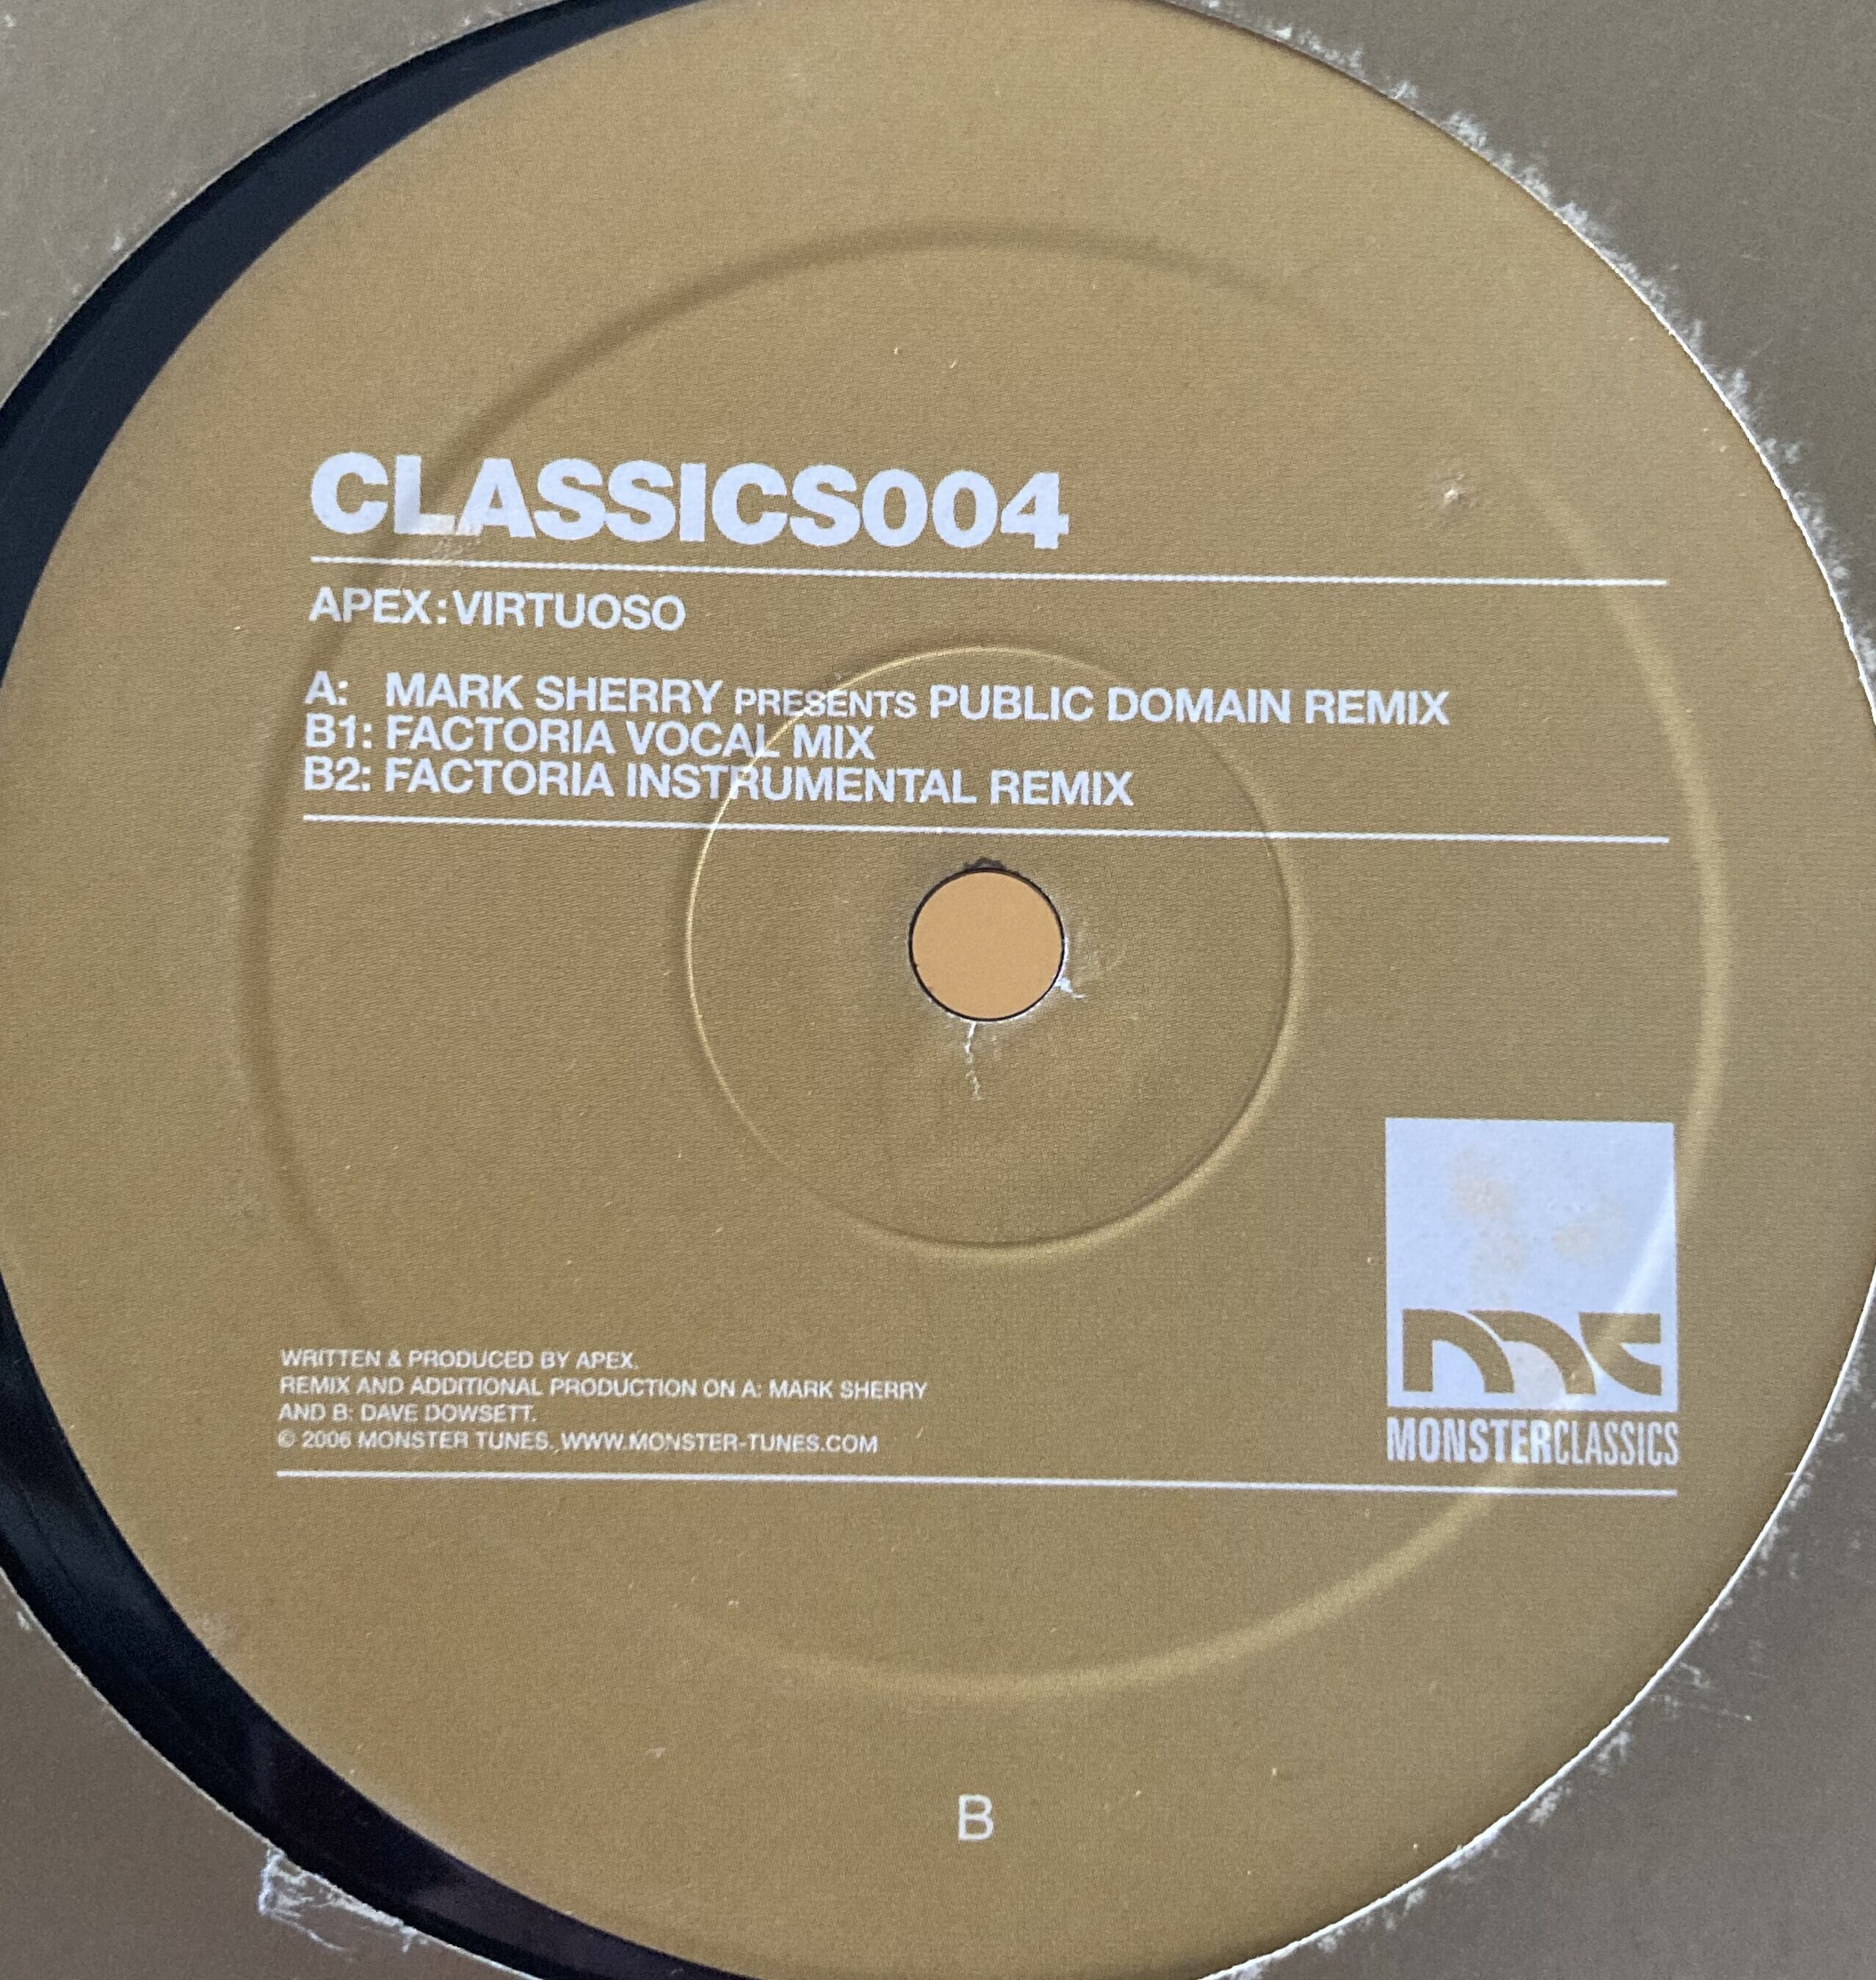 CLASSICS004
APEX:VIRTUOSO
A: MARK SHERRY PRESENTS PUBLIC DOMAIN REMIX
B1: FACTORIA VOCAL MIX
B2: FACTORIA INSTRUMENTAL REMIX
mc
MONSTERCLASSICS
WRITTEN & PRODUCED BY APEX.
REMIX AND ADDITIONAL PRODUCTION ON A: MARK SHERRY
AND B: DAVE DOWSETT.
© 2006 MONSTER TUNES. WWW.MONSTER-TUNES.COM
B